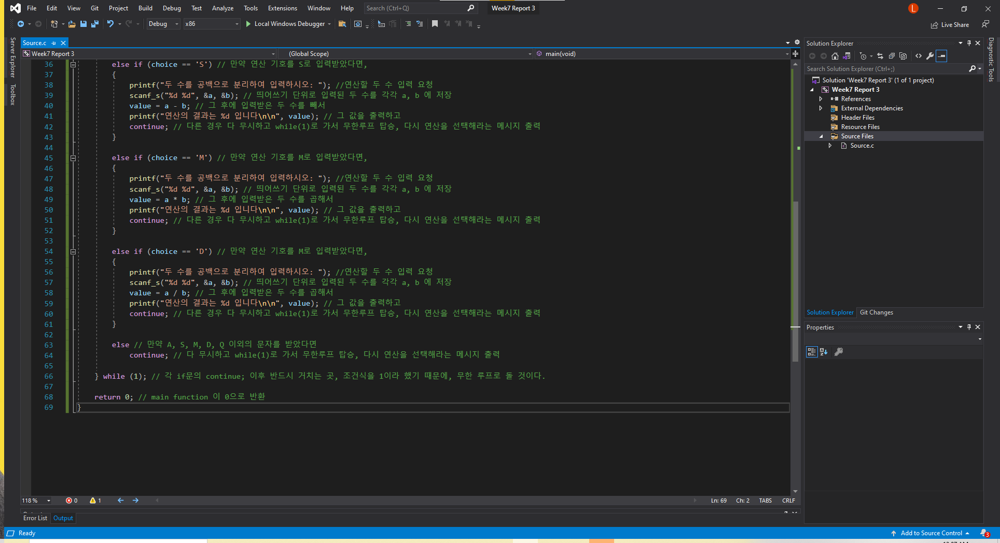 File Edit View Git Project Build Debug Test Analyze Tools Extensions Window Help Search (Ctrl+Q) Week7 Report 3 L
Debug x86 Local Windows Debugger Live Share
Server Explorer
Toolbox
Source.c
Week7 Report 3 (Global Scope) main(void)
36 else if (choice == 'S') // 만약 연산 기호를 S로 입력받았다면,
37 {
38 printf("두 수를 공백으로 분리하여 입력하시오: "); //연산할 두 수 입력 요청
39 scanf_s("%d %d", &a, &b); // 띄어쓰기 단위로 입력된 두 수를 각각 a, b 에 저장
40 value = a - b; // 그 후에 입력받은 두 수를 빼서
41 printf("연산의 결과는 %d 입니다\n\n", value); // 그 값을 출력하고
42 continue; // 다른 경우 다 무시하고 while(1)로 가서 무한루프 탑승, 다시 연산을 선택해라는 메시지 출력
43 }
44
45 else if (choice == 'M') // 만약 연산 기호를 M로 입력받았다면,
46 {
47 printf("두 수를 공백으로 분리하여 입력하시오: "); //연산할 두 수 입력 요청
48 scanf_s("%d %d", &a, &b); // 띄어쓰기 단위로 입력된 두 수를 각각 a, b 에 저장
49 value = a * b; // 그 후에 입력받은 두 수를 곱해서
50 printf("연산의 결과는 %d 입니다\n\n", value); // 그 값을 출력하고
51 continue; // 다른 경우 다 무시하고 while(1)로 가서 무한루프 탑승, 다시 연산을 선택해라는 메시지 출력
52 }
53
54 else if (choice == 'D') // 만약 연산 기호를 M로 입력받았다면,
55 {
56 printf("두 수를 공백으로 분리하여 입력하시오: "); //연산할 두 수 입력 요청
57 scanf_s("%d %d", &a, &b); // 띄어쓰기 단위로 입력된 두 수를 각각 a, b 에 저장
58 value = a / b; // 그 후에 입력받은 두 수를 곱해서
59 printf("연산의 결과는 %d 입니다\n\n", value); // 그 값을 출력하고
60 continue; // 다른 경우 다 무시하고 while(1)로 가서 무한루프 탑승, 다시 연산을 선택해라는 메시지 출력
61 }
62
63 else // 만약 A, S, M, D, Q 이외의 문자를 받았다면
64 continue; // 다 무시하고 while(1)로 가서 무한루프 탑승, 다시 연산을 선택해라는 메시지 출력
65
66 } while (1); // 각 if문의 continue; 이후 반드시 거치는 곳, 조건식을 1이라 했기 때문에, 무한 루프로 돌 것이다.
67
68 return 0; // main function 이 0으로 반환
69 }
118 % 0 1 Ln: 69 Ch: 2 TABS CRLF
Error List Output
Solution Explorer
Search Solution Explorer (Ctrl+;)
Solution 'Week7 Report 3' (1 of 1 project)
Week7 Report 3
References
External Dependencies
Header Files
Resource Files
Source Files
Source.c
Solution Explorer Git Changes
Properties
Diagnostic Tools
Ready Add to Source Control 3